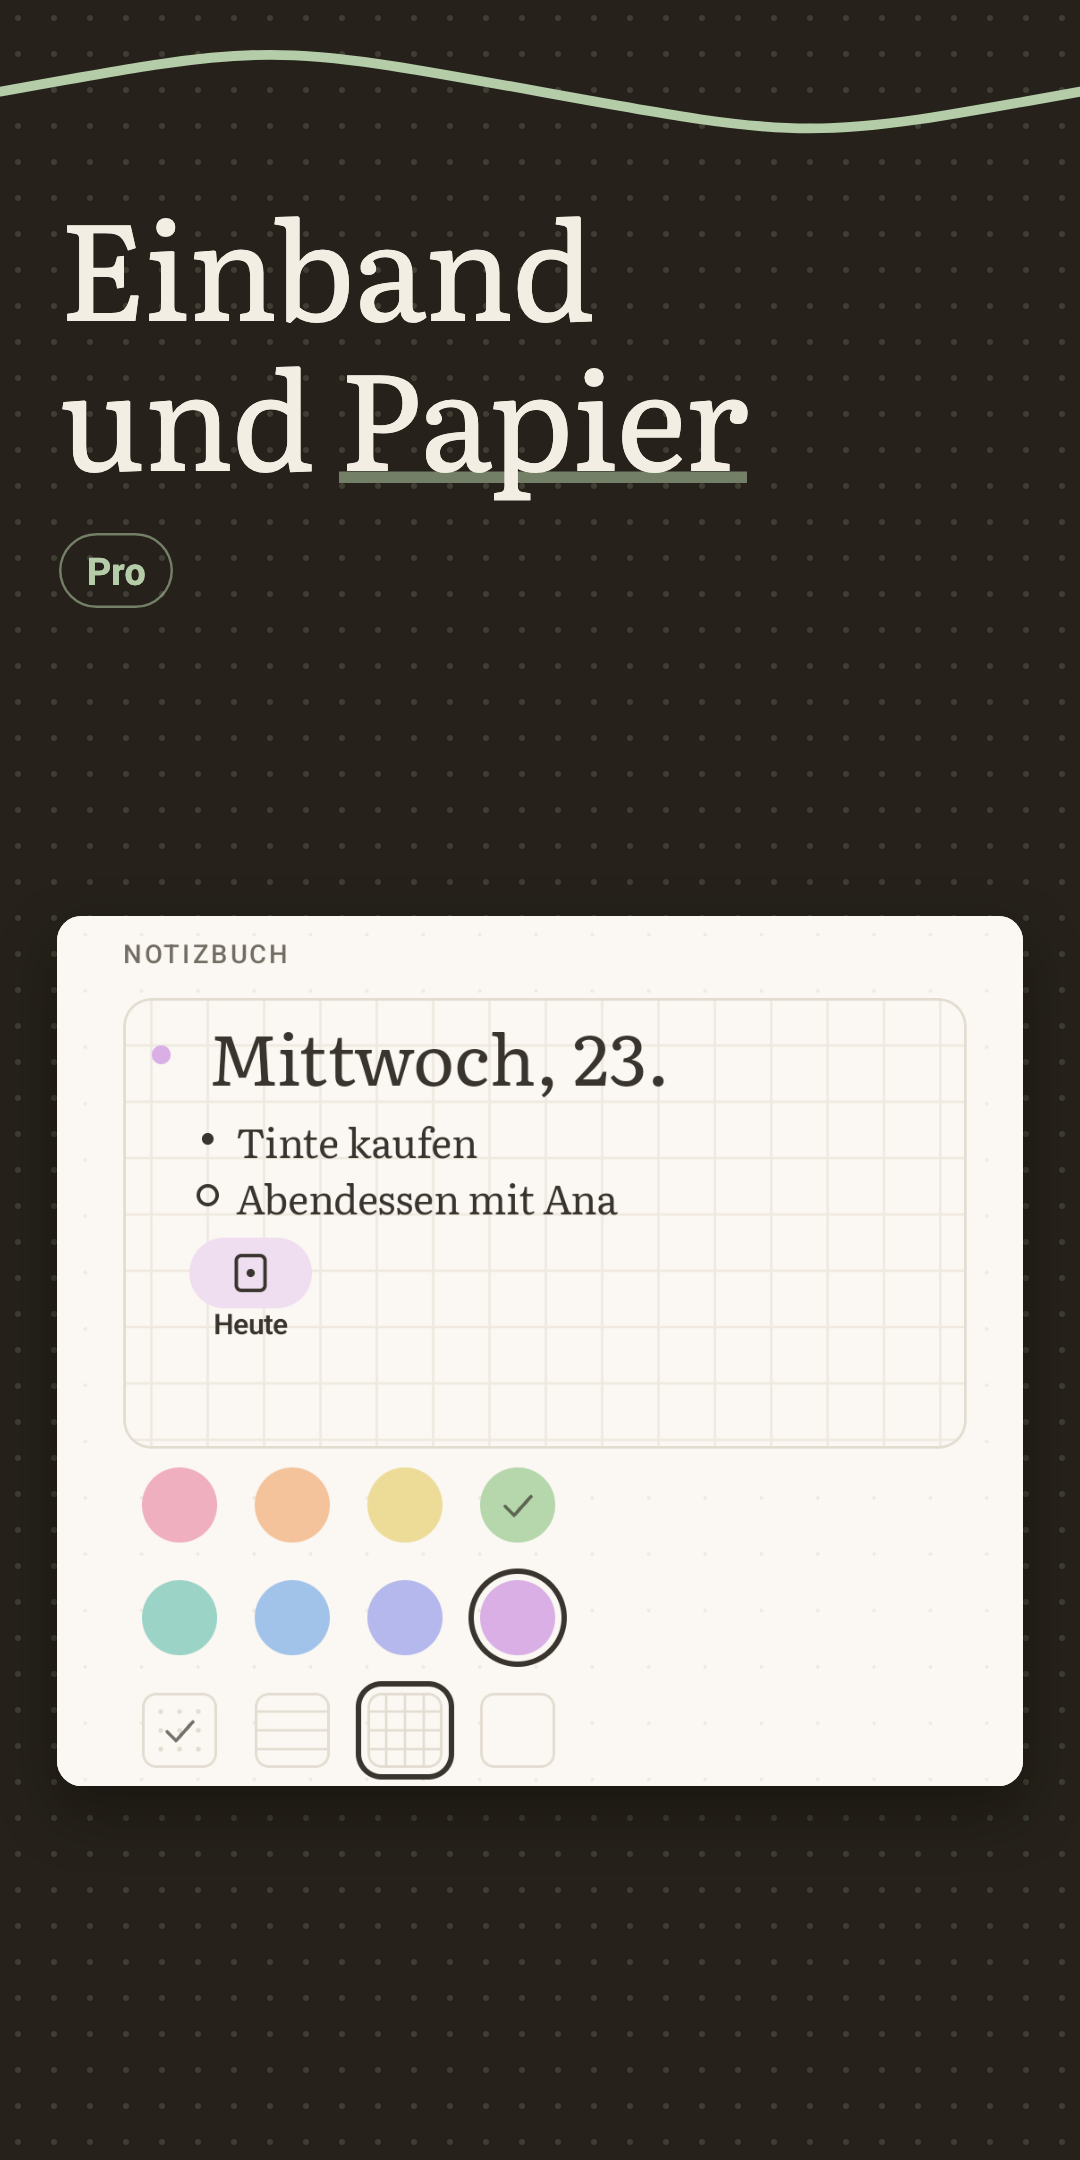 Einband
und Papier
Pro
NOTIZBUCH
Mittwoch, 23.
Tinte kaufen
Abendessen mit Ana
Heute